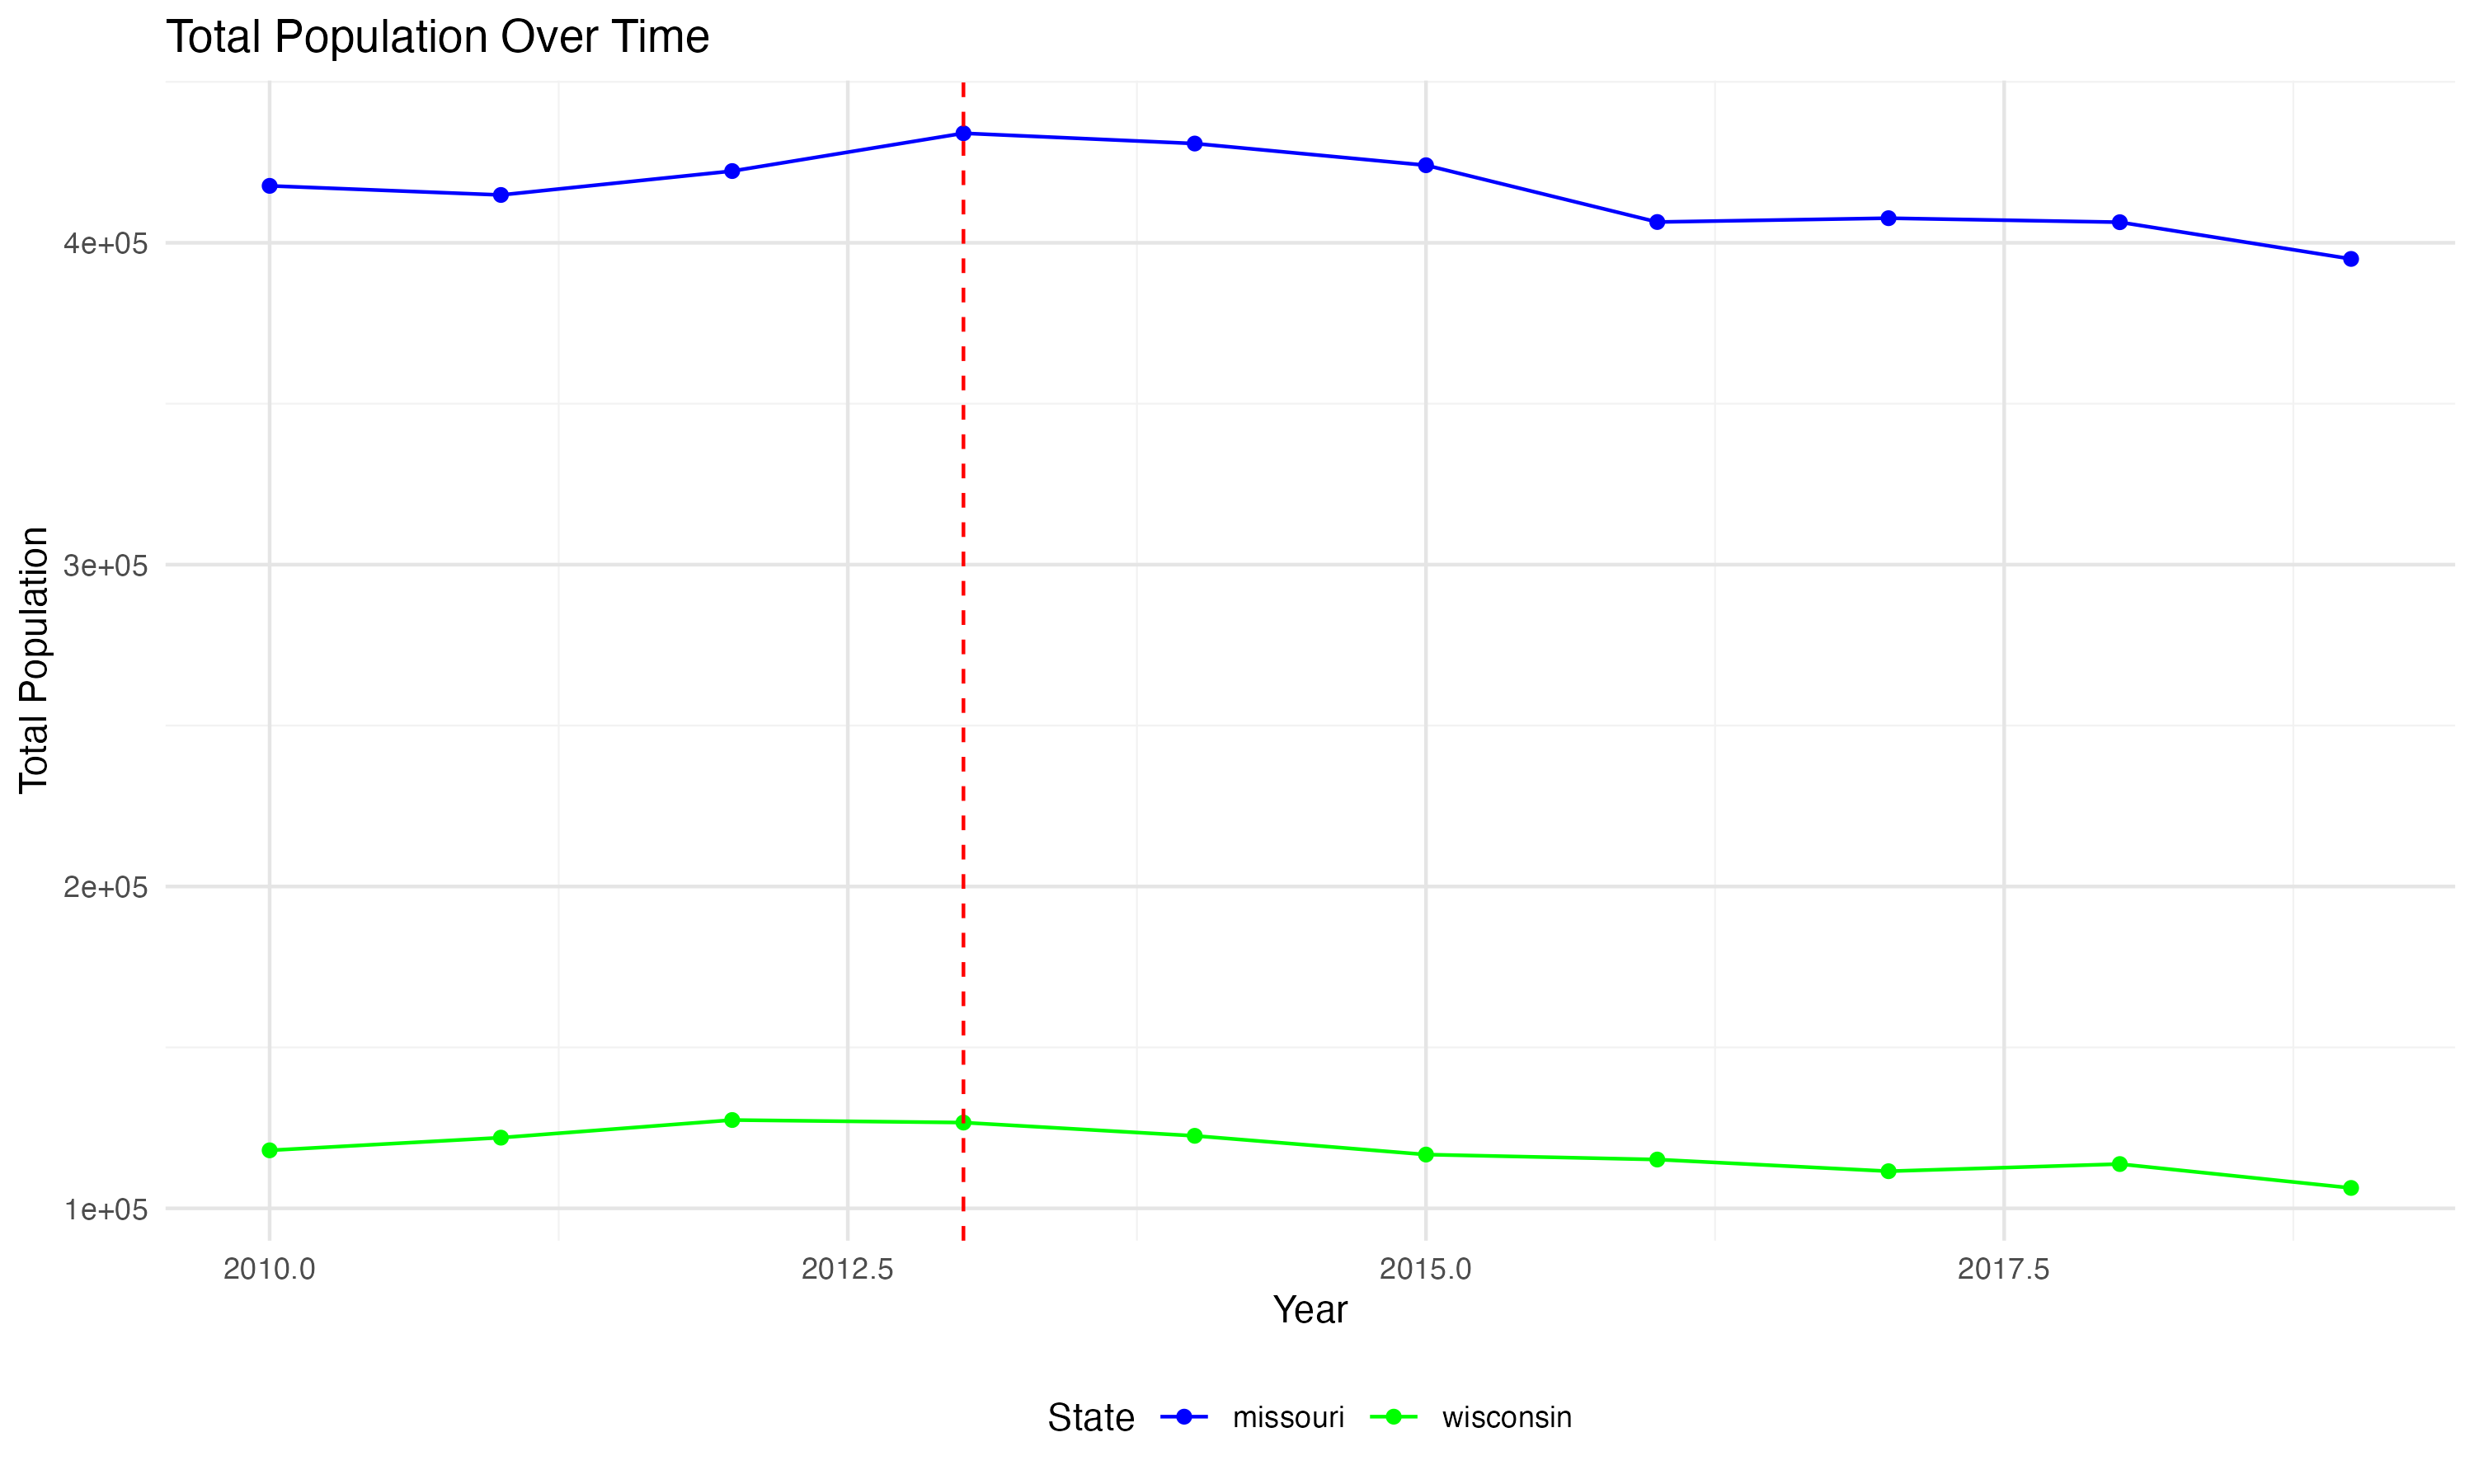 Total Population Over Time
Total Population
4e+05
3e+05
2e+05
1e+05
2010.0 2012.5 2015.0 2017.5
Year
State missouri wisconsin